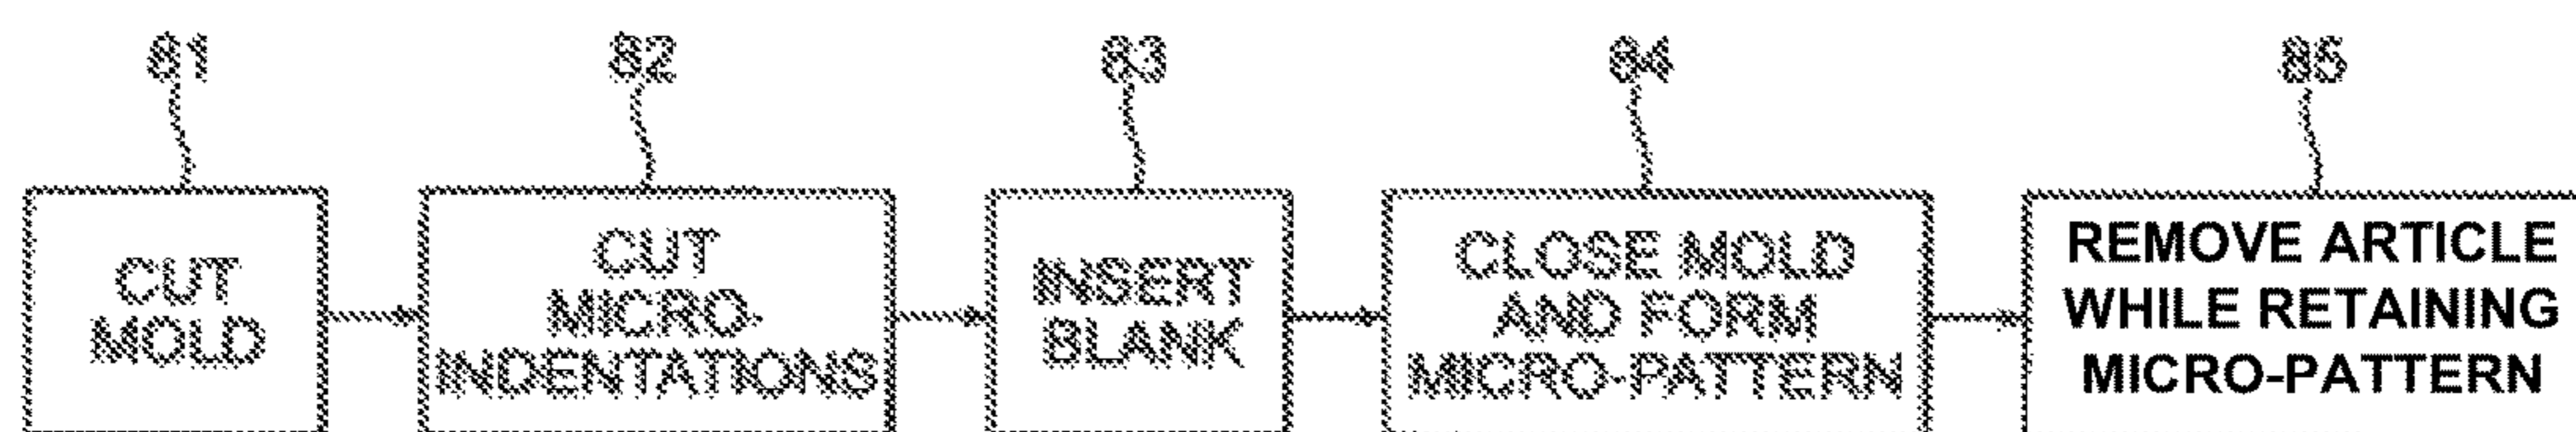 81
82
83
84
85
CUT
MOLD
CUT
MICRO-
INDENTATIONS
INSERT
BLANK
CLOSE MOLD
AND FORM
MICRO-PATTERN
REMOVE ARTICLE
WHILE RETAINING
MICRO-PATTERN